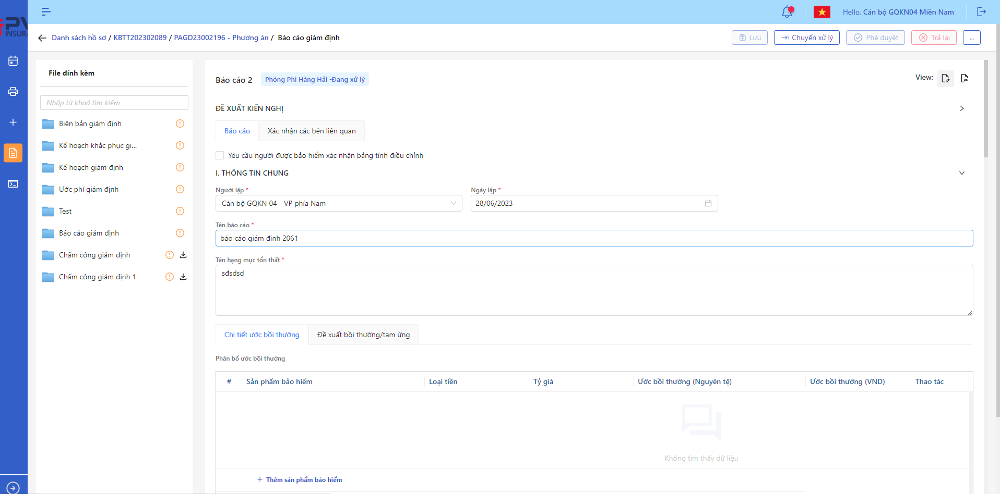 Hello, Cán bộ GQKN04 Miền Nam
INSUR
Danh sách hồ sơ / KBTT202302089 / PAGD23002196 - Phương án / Báo cáo giám định
Lưu
Chuyển xử lý
Phê duyệt
Trả lại
...
File đính kèm
Nhập từ khoá tìm kiếm
Biên bản giám định
Kế hoạch khắc phục gi...
Kế hoạch giám định
Ước phí giám định
Test
Báo cáo giám định
Chấm công giám định
Chấm công giám định 1
Báo cáo 2
Phòng Phi Hàng Hải -Đang xử lý
View:
ĐỀ XUẤT KIẾN NGHỊ
Báo cáo
Xác nhận các bên liên quan
Yêu cầu người được bảo hiểm xác nhận bảng tính điều chỉnh
I. THÔNG TIN CHUNG
Người lập *
Ngày lập *
Cán bộ GQKN 04 - VP phía Nam
28/06/2023
Tên báo cáo *
báo cáo giám đinh 2061
Tên hạng mục tổn thất *
sđsdsd
Chi tiết ước bồi thường
Đề xuất bồi thường/tạm ứng
Phân bổ ước bồi thường
#
Sản phẩm bảo hiểm
Loại tiền
Tỷ giá
Ước bồi thường (Nguyên tệ)
Ước bồi thường (VND)
Thao tác
Không tìm thấy dữ liệu
+ Thêm sản phẩm bảo hiểm